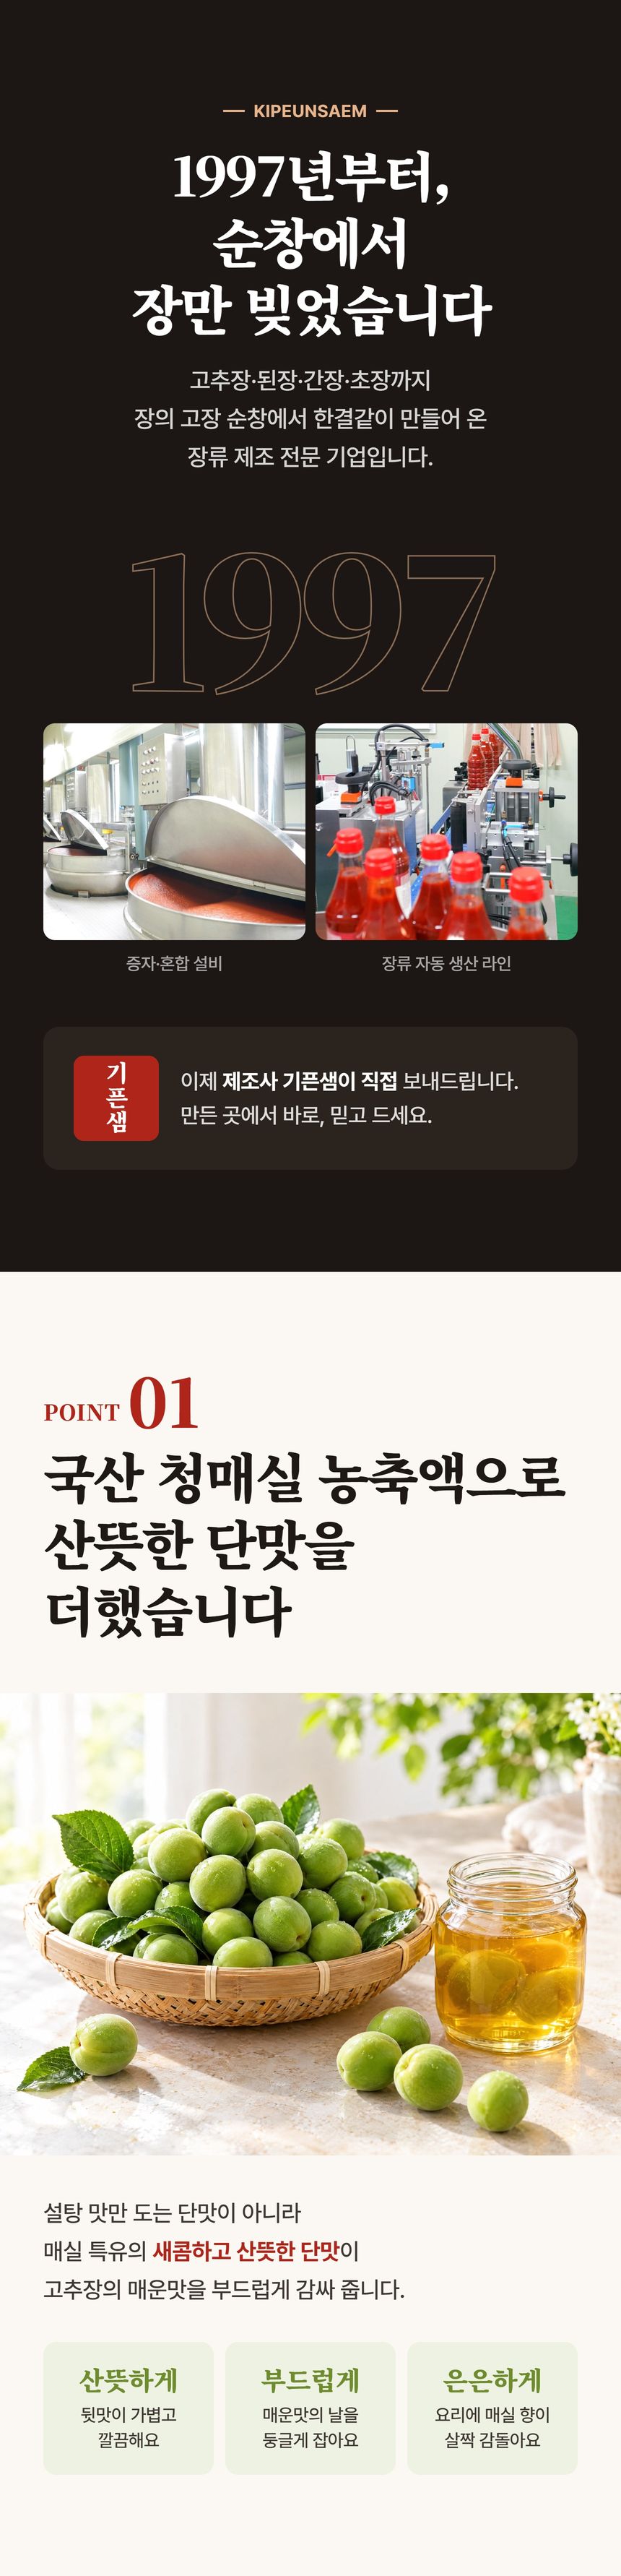 KIPEUNSAEM
1997년부터,
순창에서
장만 빚었습니다
고추장·된장·간장·초장까지
장의 고장 순창에서 한결같이 만들어 온
장류 제조 전문 기업입니다.
1997
증자·혼합 설비
장류 자동 생산 라인
기픈샘
이제 제조사 기픈샘이 직접 보내드립니다.
만든 곳에서 바로, 믿고 드세요.
POINT 01
국산 청매실 농축액으로
산뜻한 단맛을
더했습니다
설탕 맛만 도는 단맛이 아니라
매실 특유의 새콤하고 산뜻한 단맛이
고추장의 매운맛을 부드럽게 감싸 줍니다.
산뜻하게
뒷맛이 가볍고
깔끔해요
부드럽게
매운맛의 날을
둥글게 잡아요
은은하게
요리에 매실 향이
살짝 감돌아요